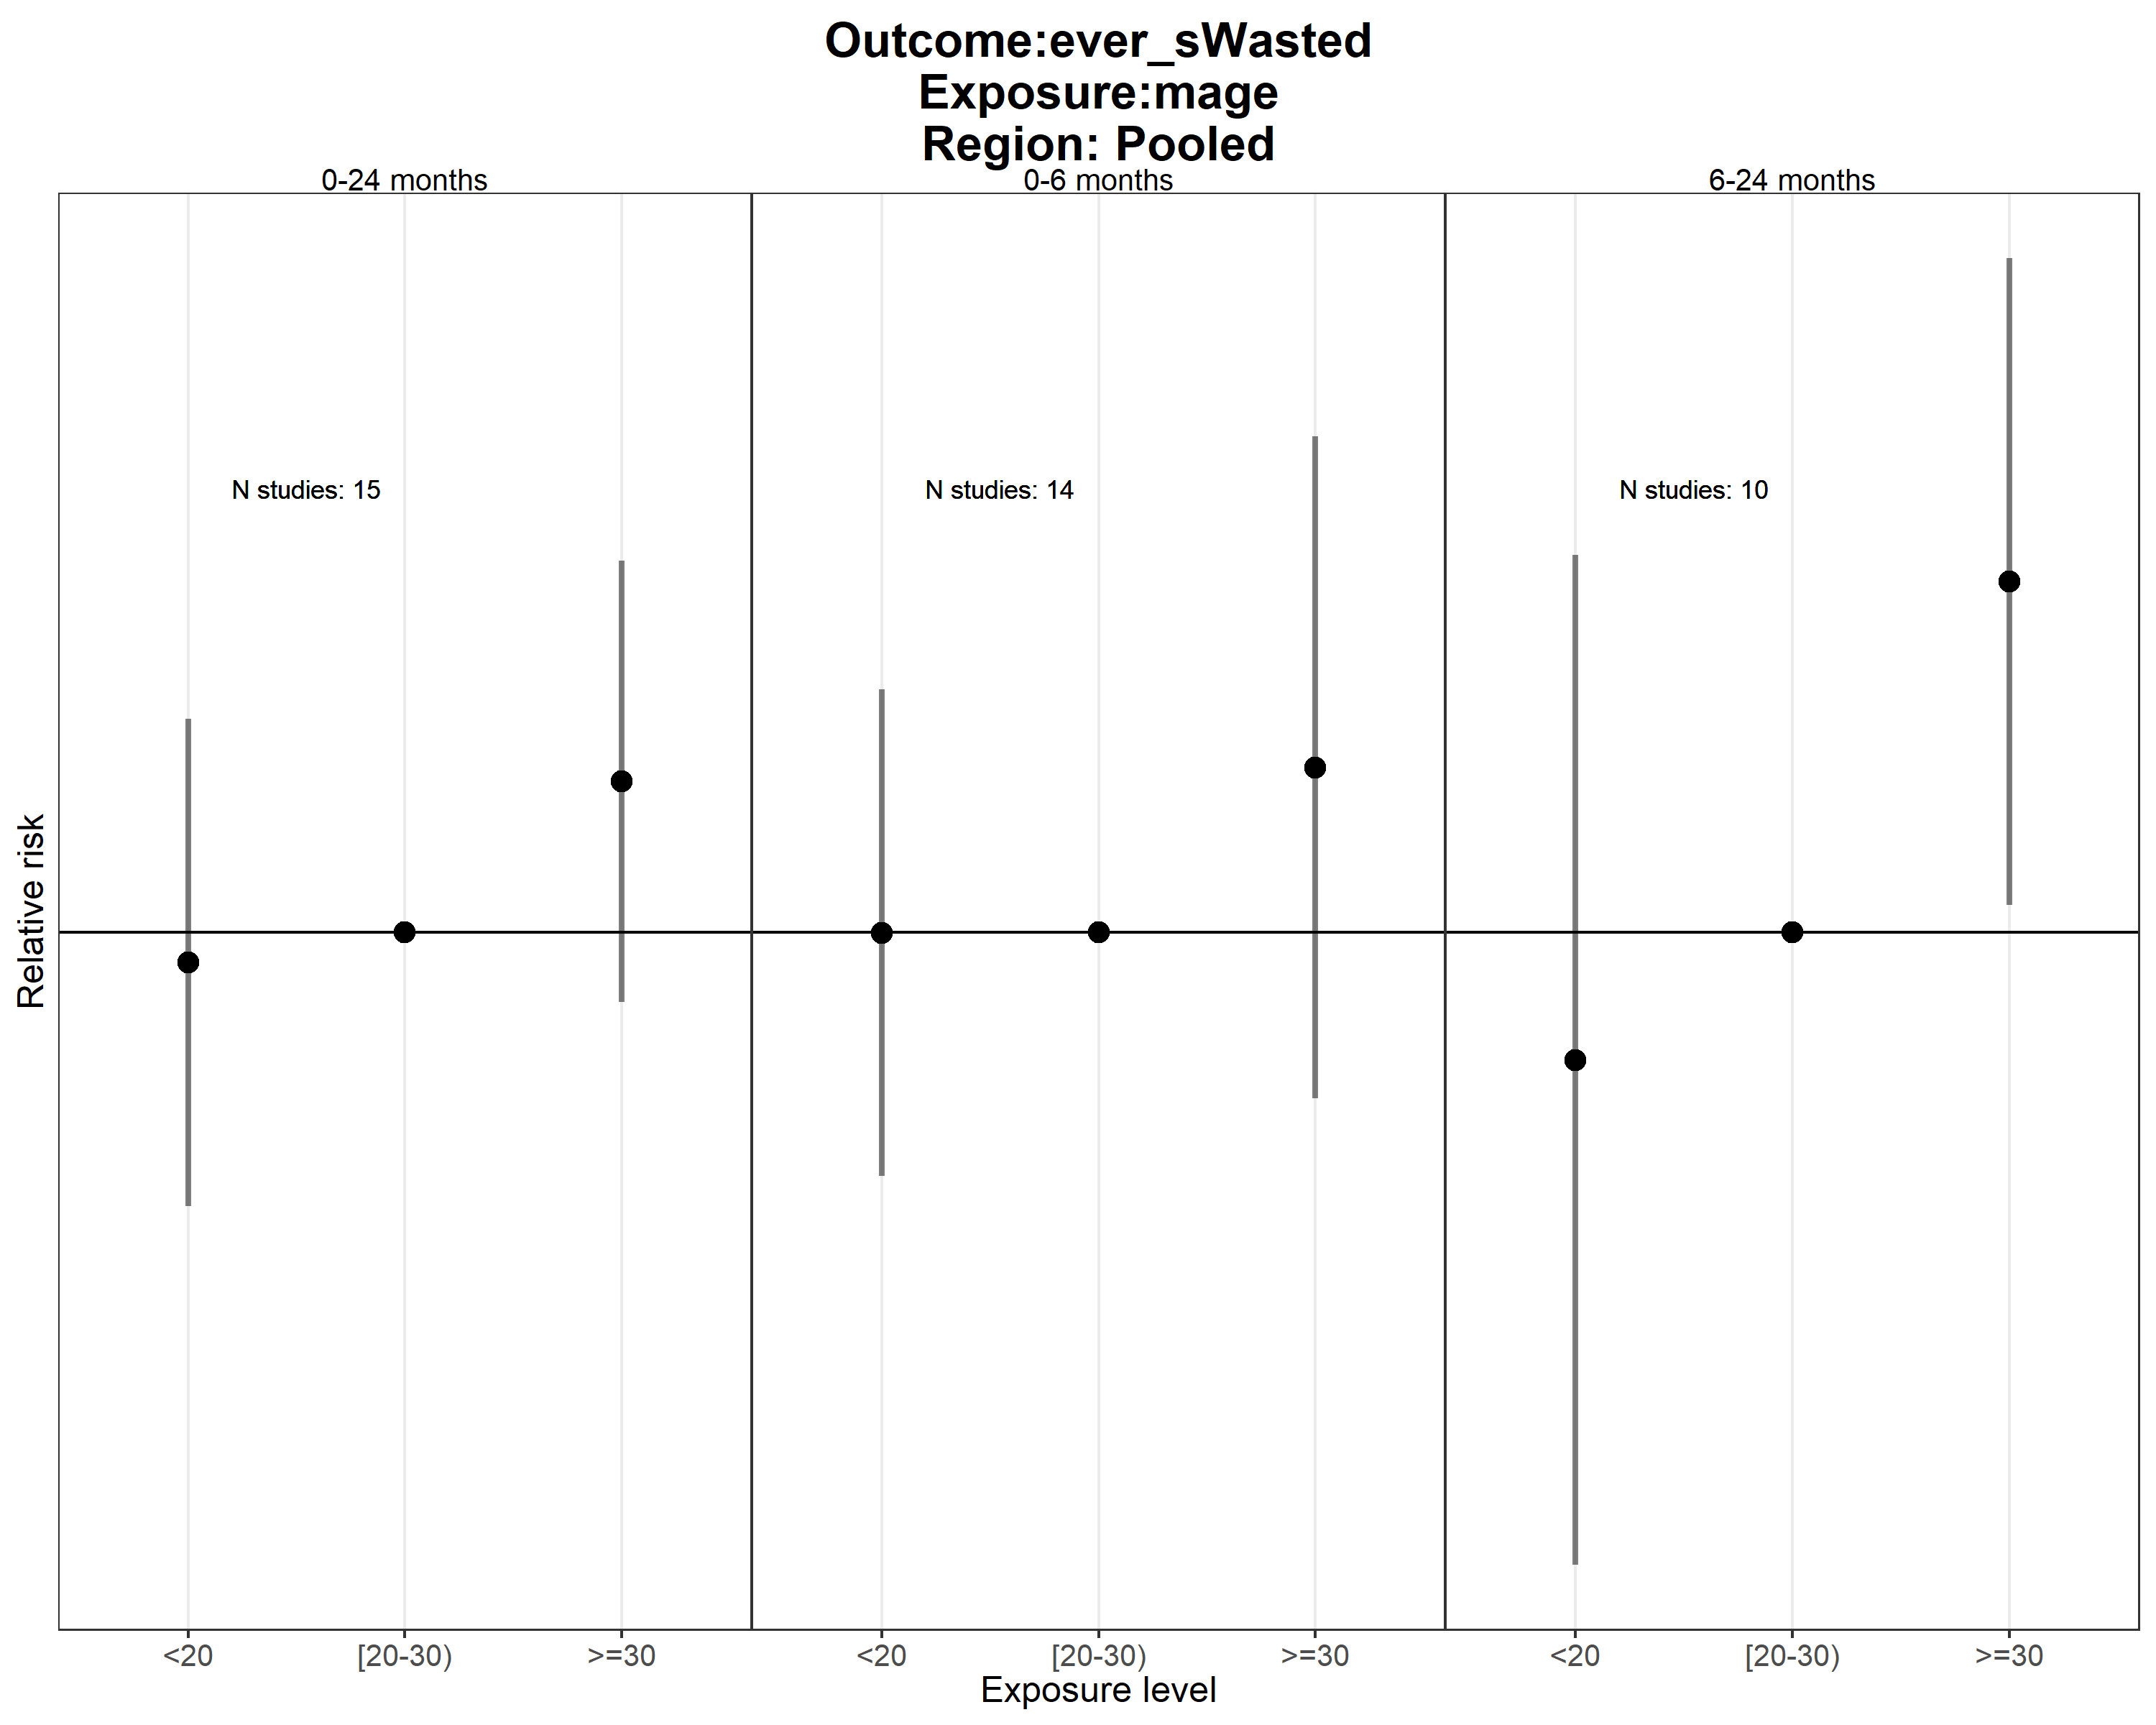 Outcome:ever_sWasted
Exposure:mage
Region: Pooled
0-24 months
0-6 months
6-24 months
N studies: 15
N studies: 14
N studies: 10
Relative risk
<20
[20-30)
>=30
<20
[20-30)
>=30
<20
[20-30)
>=30
Exposure level